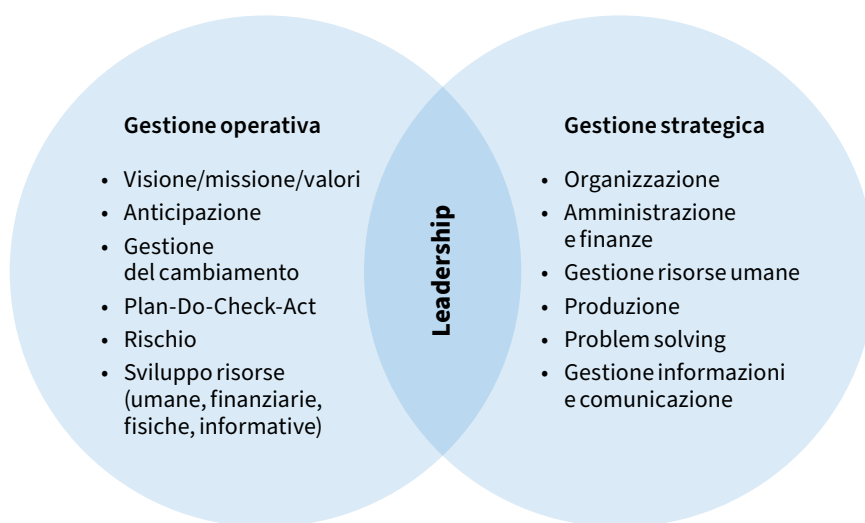 Gestione operativa
• Visione/missione/valori
• Anticipazione
• Gestione
del cambiamento
• Plan-Do-Check-Act
• Rischio
• Sviluppo risorse
(umane, finanziarie,
fisiche, informative)
Leadership
Gestione strategica
• Organizzazione
• Amministrazione
e finanze
• Gestione risorse umane
• Produzione
• Problem solving
• Gestione informazioni
e comunicazione